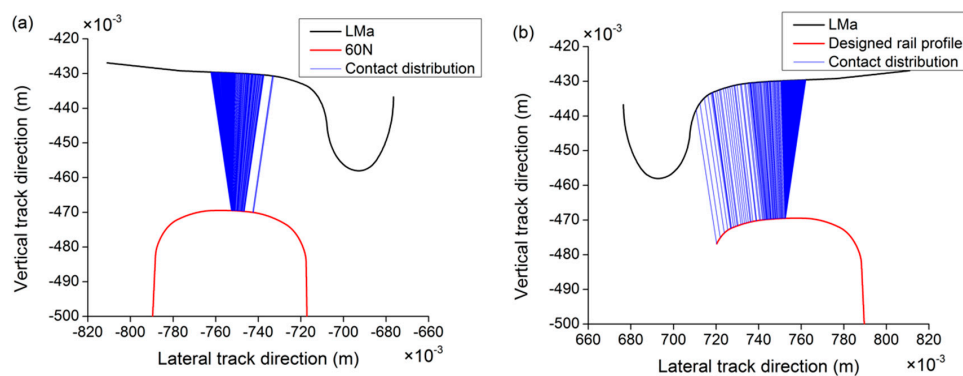 (a)
×10⁻³
-420
-430
-440
-450
-460
-470
-480
-490
-500
Vertical track direction (m)
-820 -800 -780 -760 -740 -720 -700 -680 -660
Lateral track direction (m)
×10⁻³
LMa
60N
Contact distribution
(b)
×10⁻³
-420
-430
-440
-450
-460
-470
-480
-490
-500
Vertical track direction (m)
660 680 700 720 740 760 780 800 820
Lateral track direction (m)
×10⁻³
LMa
Designed rail profile
Contact distribution